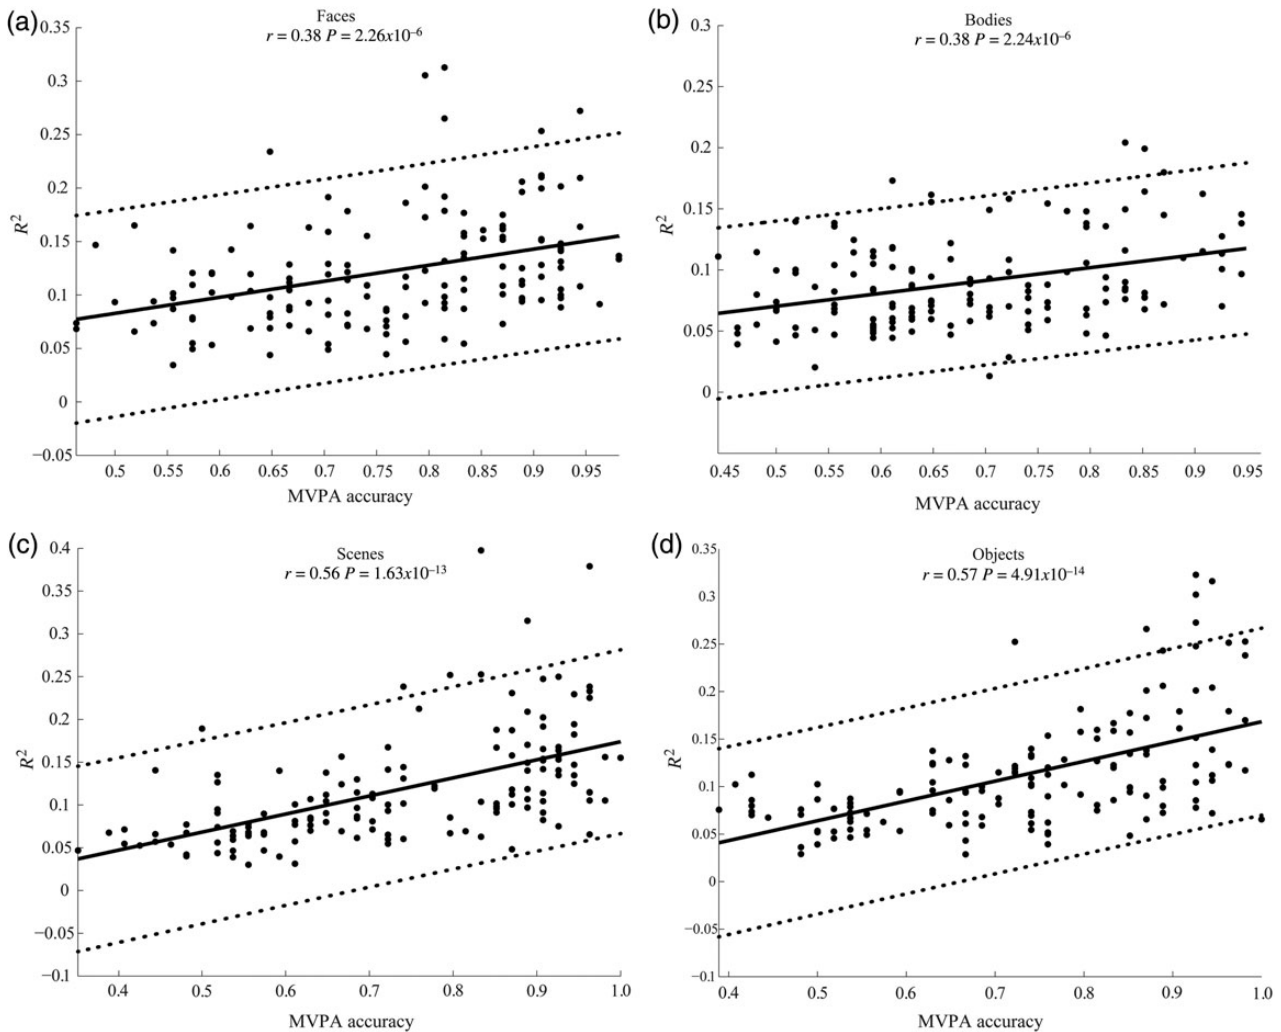 (a)
Faces
r = 0.38 P = 2.26x10⁻⁶
0.35
0.3
0.25
0.2
0.15
0.1
0.05
0
−0.05
R²
0.5 0.55 0.6 0.65 0.7 0.75 0.8 0.85 0.9 0.95
MVPA accuracy
(b)
Bodies
r = 0.38 P = 2.24x10⁻⁶
0.3
0.25
0.2
0.15
0.1
0.05
0
R²
0.45 0.5 0.55 0.6 0.65 0.7 0.75 0.8 0.85 0.9 0.95
MVPA accuracy
(c)
Scenes
r = 0.56 P = 1.63x10⁻¹³
0.4
0.35
0.3
0.25
0.2
0.15
0.1
0.05
0
−0.05
−0.1
R²
0.4 0.5 0.6 0.7 0.8 0.9 1.0
MVPA accuracy
(d)
Objects
r = 0.57 P = 4.91x10⁻¹⁴
0.35
0.3
0.25
0.2
0.15
0.1
0.05
0
−0.05
−0.1
R²
0.4 0.5 0.6 0.7 0.8 0.9 1.0
MVPA accuracy